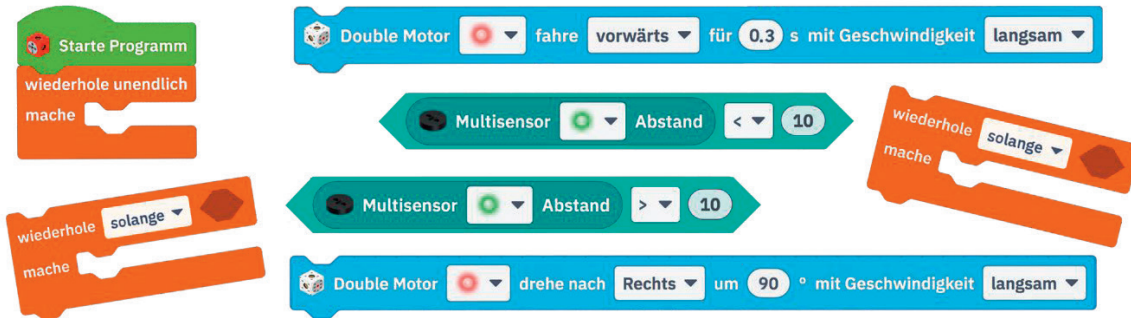 Starte Programm
wiederhole unendlich
mache
Double Motor fahre vorwärts für 0.3 s mit Geschwindigkeit langsam
Multisensor Abstand < 10
wiederhole solange
mache
Multisensor Abstand > 10
wiederhole solange
mache
Double Motor drehe nach Rechts um 90 ° mit Geschwindigkeit langsam